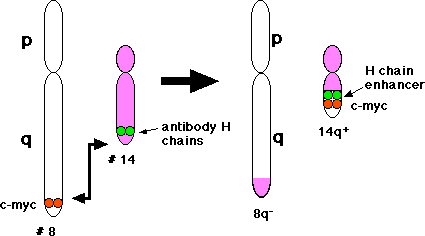 p
q
c-myc
# 8
# 14
antibody H
chains
p
q
8q-
H chain
enhancer
c-myc
14q+